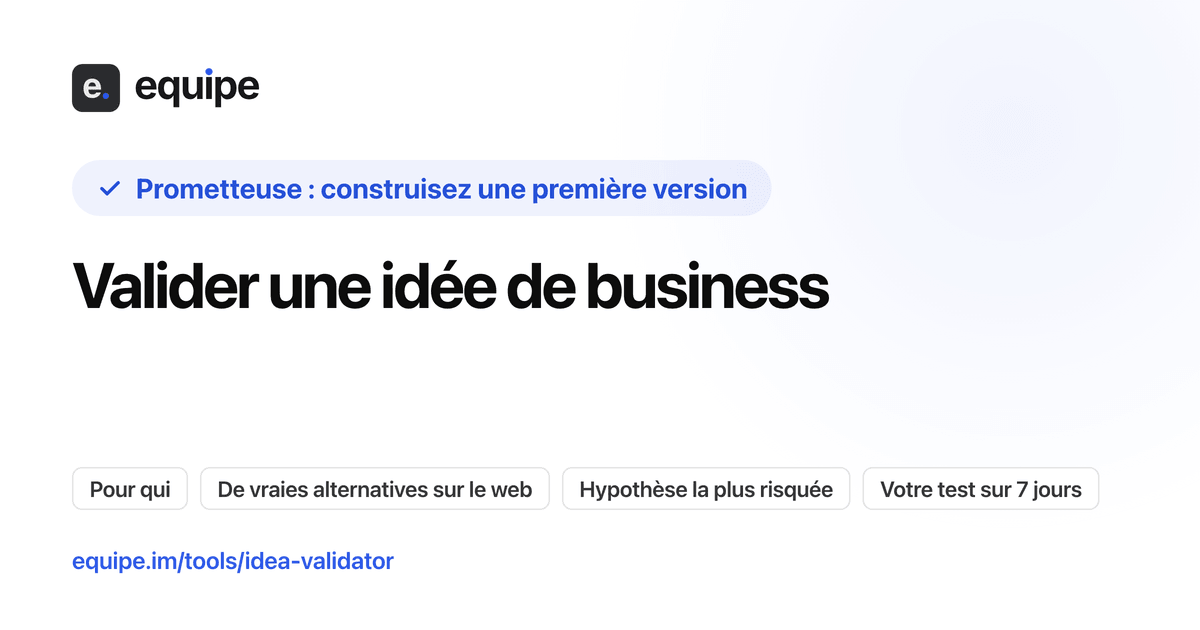 e.
equipe
Prometteuse : construisez une première version
Valider une idée de business
Pour qui
De vraies alternatives sur le web
Hypothèse la plus risquée
Votre test sur 7 jours
equipe.im/tools/idea-validator